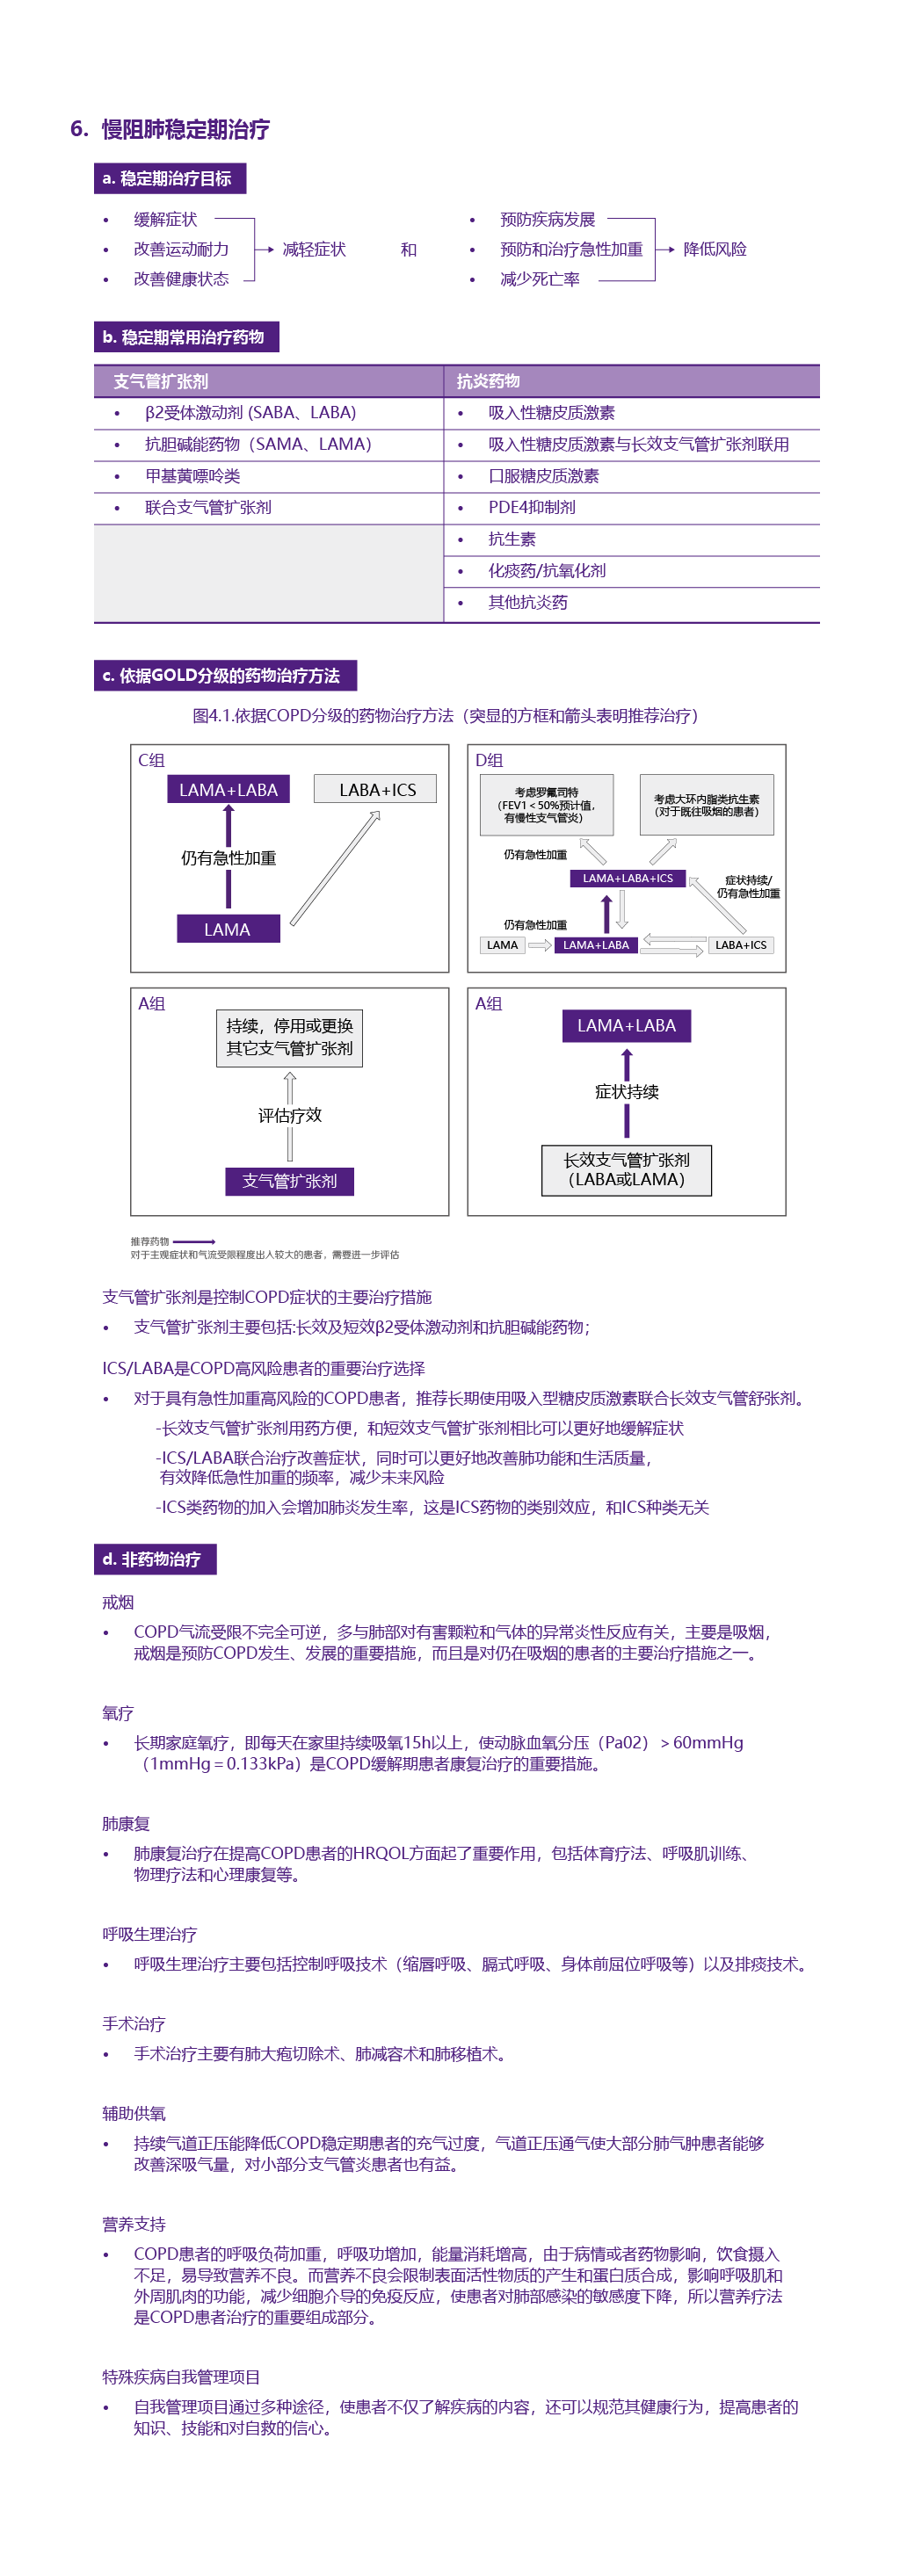 6. 慢阻肺稳定期治疗
a. 稳定期治疗目标
• 缓解症状
• 改善运动耐力
• 改善健康状态
减轻症状
和
• 预防疾病发展
• 预防和治疗急性加重
• 减少死亡率
降低风险
b. 稳定期常用治疗药物
支气管扩张剂 抗炎药物
• β2受体激动剂 (SABA、LABA) • 吸入性糖皮质激素
• 抗胆碱能药物（SAMA、LAMA） • 吸入性糖皮质激素与长效支气管扩张剂联用
• 甲基黄嘌呤类 • 口服糖皮质激素
• 联合支气管扩张剂 • PDE4抑制剂
• 抗生素
• 化痰药/抗氧化剂
• 其他抗炎药
c. 依据GOLD分级的药物治疗方法
图4.1.依据COPD分级的药物治疗方法（突显的方框和箭头表明推荐治疗）
C组
LAMA+LABA
LABA+ICS
仍有急性加重
LAMA
D组
考虑罗氟司特
（FEV1＜50%预计值，
有慢性支气管炎）
考虑大环内脂类抗生素
（对于既往吸烟的患者）
仍有急性加重
LAMA+LABA+ICS
症状持续/
仍有急性加重
仍有急性加重
LAMA
LAMA+LABA
LABA+ICS
A组
持续，停用或更换
其它支气管扩张剂
评估疗效
支气管扩张剂
A组
LAMA+LABA
症状持续
长效支气管扩张剂
（LABA或LAMA）
推荐药物
对于主观症状和气流受限程度出人较大的患者，需要进一步评估
支气管扩张剂是控制COPD症状的主要治疗措施
• 支气管扩张剂主要包括:长效及短效β2受体激动剂和抗胆碱能药物；
ICS/LABA是COPD高风险患者的重要治疗选择
• 对于具有急性加重高风险的COPD患者，推荐长期使用吸入型糖皮质激素联合长效支气管舒张剂。
-长效支气管扩张剂用药方便，和短效支气管扩张剂相比可以更好地缓解症状
-ICS/LABA联合治疗改善症状，同时可以更好地改善肺功能和生活质量，
有效降低急性加重的频率，减少未来风险
-ICS类药物的加入会增加肺炎发生率，这是ICS药物的类别效应，和ICS种类无关
d. 非药物治疗
戒烟
• COPD气流受限不完全可逆，多与肺部对有害颗粒和气体的异常炎性反应有关，主要是吸烟，
戒烟是预防COPD发生、发展的重要措施，而且是对仍在吸烟的患者的主要治疗措施之一。
氧疗
• 长期家庭氧疗，即每天在家里持续吸氧15h以上，使动脉血氧分压（Pa02）＞60mmHg
（1mmHg＝0.133kPa）是COPD缓解期患者康复治疗的重要措施。
肺康复
• 肺康复治疗在提高COPD患者的HRQOL方面起了重要作用，包括体育疗法、呼吸肌训练、
物理疗法和心理康复等。
呼吸生理治疗
• 呼吸生理治疗主要包括控制呼吸技术（缩唇呼吸、膈式呼吸、身体前屈位呼吸等）以及排痰技术。
手术治疗
• 手术治疗主要有肺大疱切除术、肺减容术和肺移植术。
辅助供氧
• 持续气道正压能降低COPD稳定期患者的充气过度，气道正压通气使大部分肺气肿患者能够
改善深吸气量，对小部分支气管炎患者也有益。
营养支持
• COPD患者的呼吸负荷加重，呼吸功增加，能量消耗增高，由于病情或者药物影响，饮食摄入
不足，易导致营养不良。而营养不良会限制表面活性物质的产生和蛋白质合成，影响呼吸肌和
外周肌肉的功能，减少细胞介导的免疫反应，使患者对肺部感染的敏感度下降，所以营养疗法
是COPD患者治疗的重要组成部分。
特殊疾病自我管理项目
• 自我管理项目通过多种途径，使患者不仅了解疾病的内容，还可以规范其健康行为，提高患者的
知识、技能和对自救的信心。